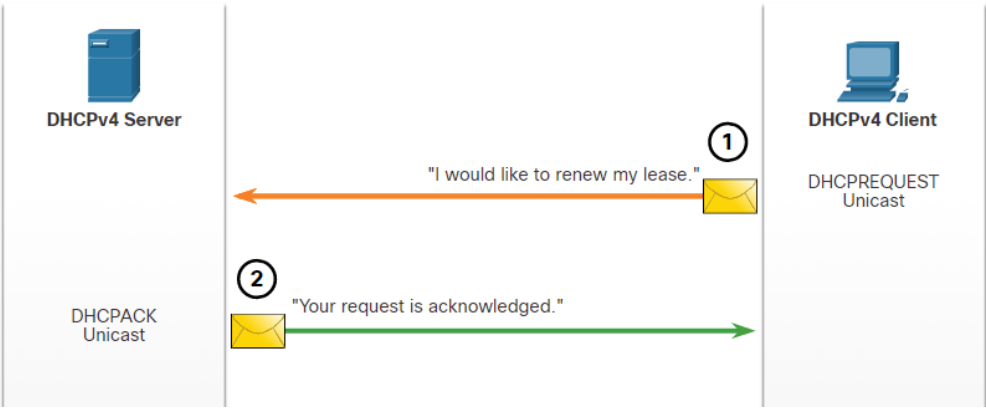 DHCPv4 Server
DHCPv4 Client
1
"I would like to renew my lease."
DHCPREQUEST
Unicast
2
"Your request is acknowledged."
DHCPACK
Unicast